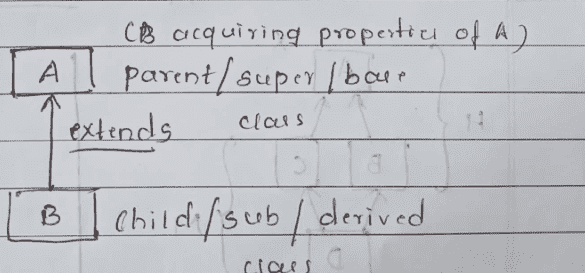 (B acquiring properties of A)
A parent/super/base
class
extends
B Child/sub/derived
class